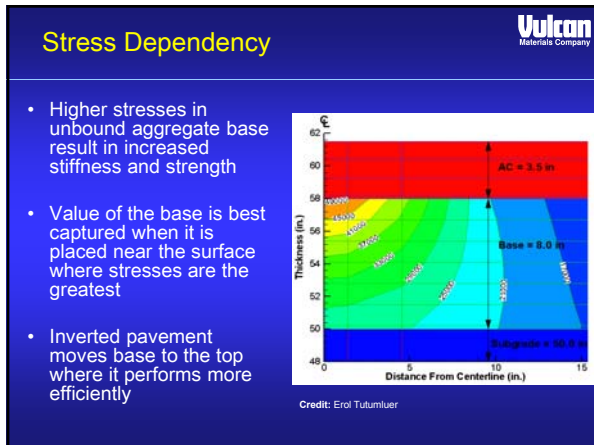 Stress Dependency
Vulcan
Materials Company
• Higher stresses in
unbound aggregate base
result in increased
stiffness and strength
• Value of the base is best
captured when it is
placed near the surface
where stresses are the
greatest
• Inverted pavement
moves base to the top
where it performs more
efficiently
℄
62
60
58
56
54
52
50
48
Thickness (in.)
AC = 3.5 in
Base = 8.0 in
0
5
10
15
Distance From Centerline (in.)
Credit: Erol Tutumluer